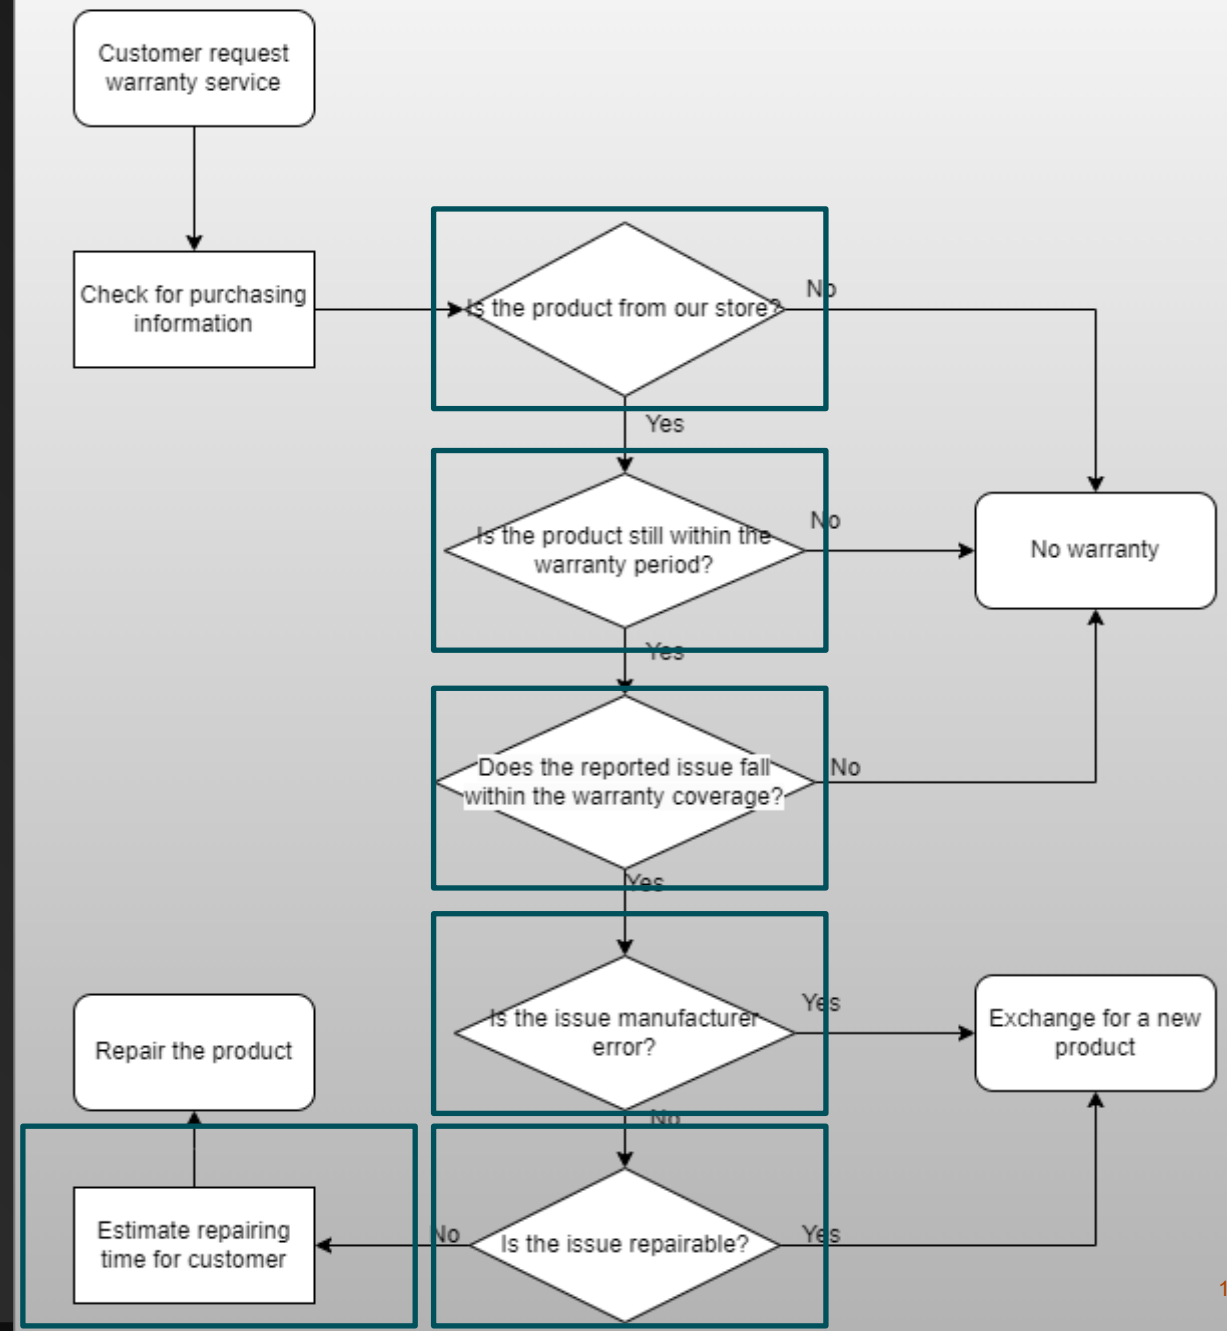 Customer request
warranty service
Check for purchasing
information
Is the product from our store?
No
Yes
Is the product still within the
warranty period?
No
No warranty
Yes
Does the reported issue fall
within the warranty coverage?
No
Yes
Is the issue manufacturer
error?
Yes
Exchange for a new
product
Repair the product
No
Estimate repairing
time for customer
No
Is the issue repairable?
Yes
1